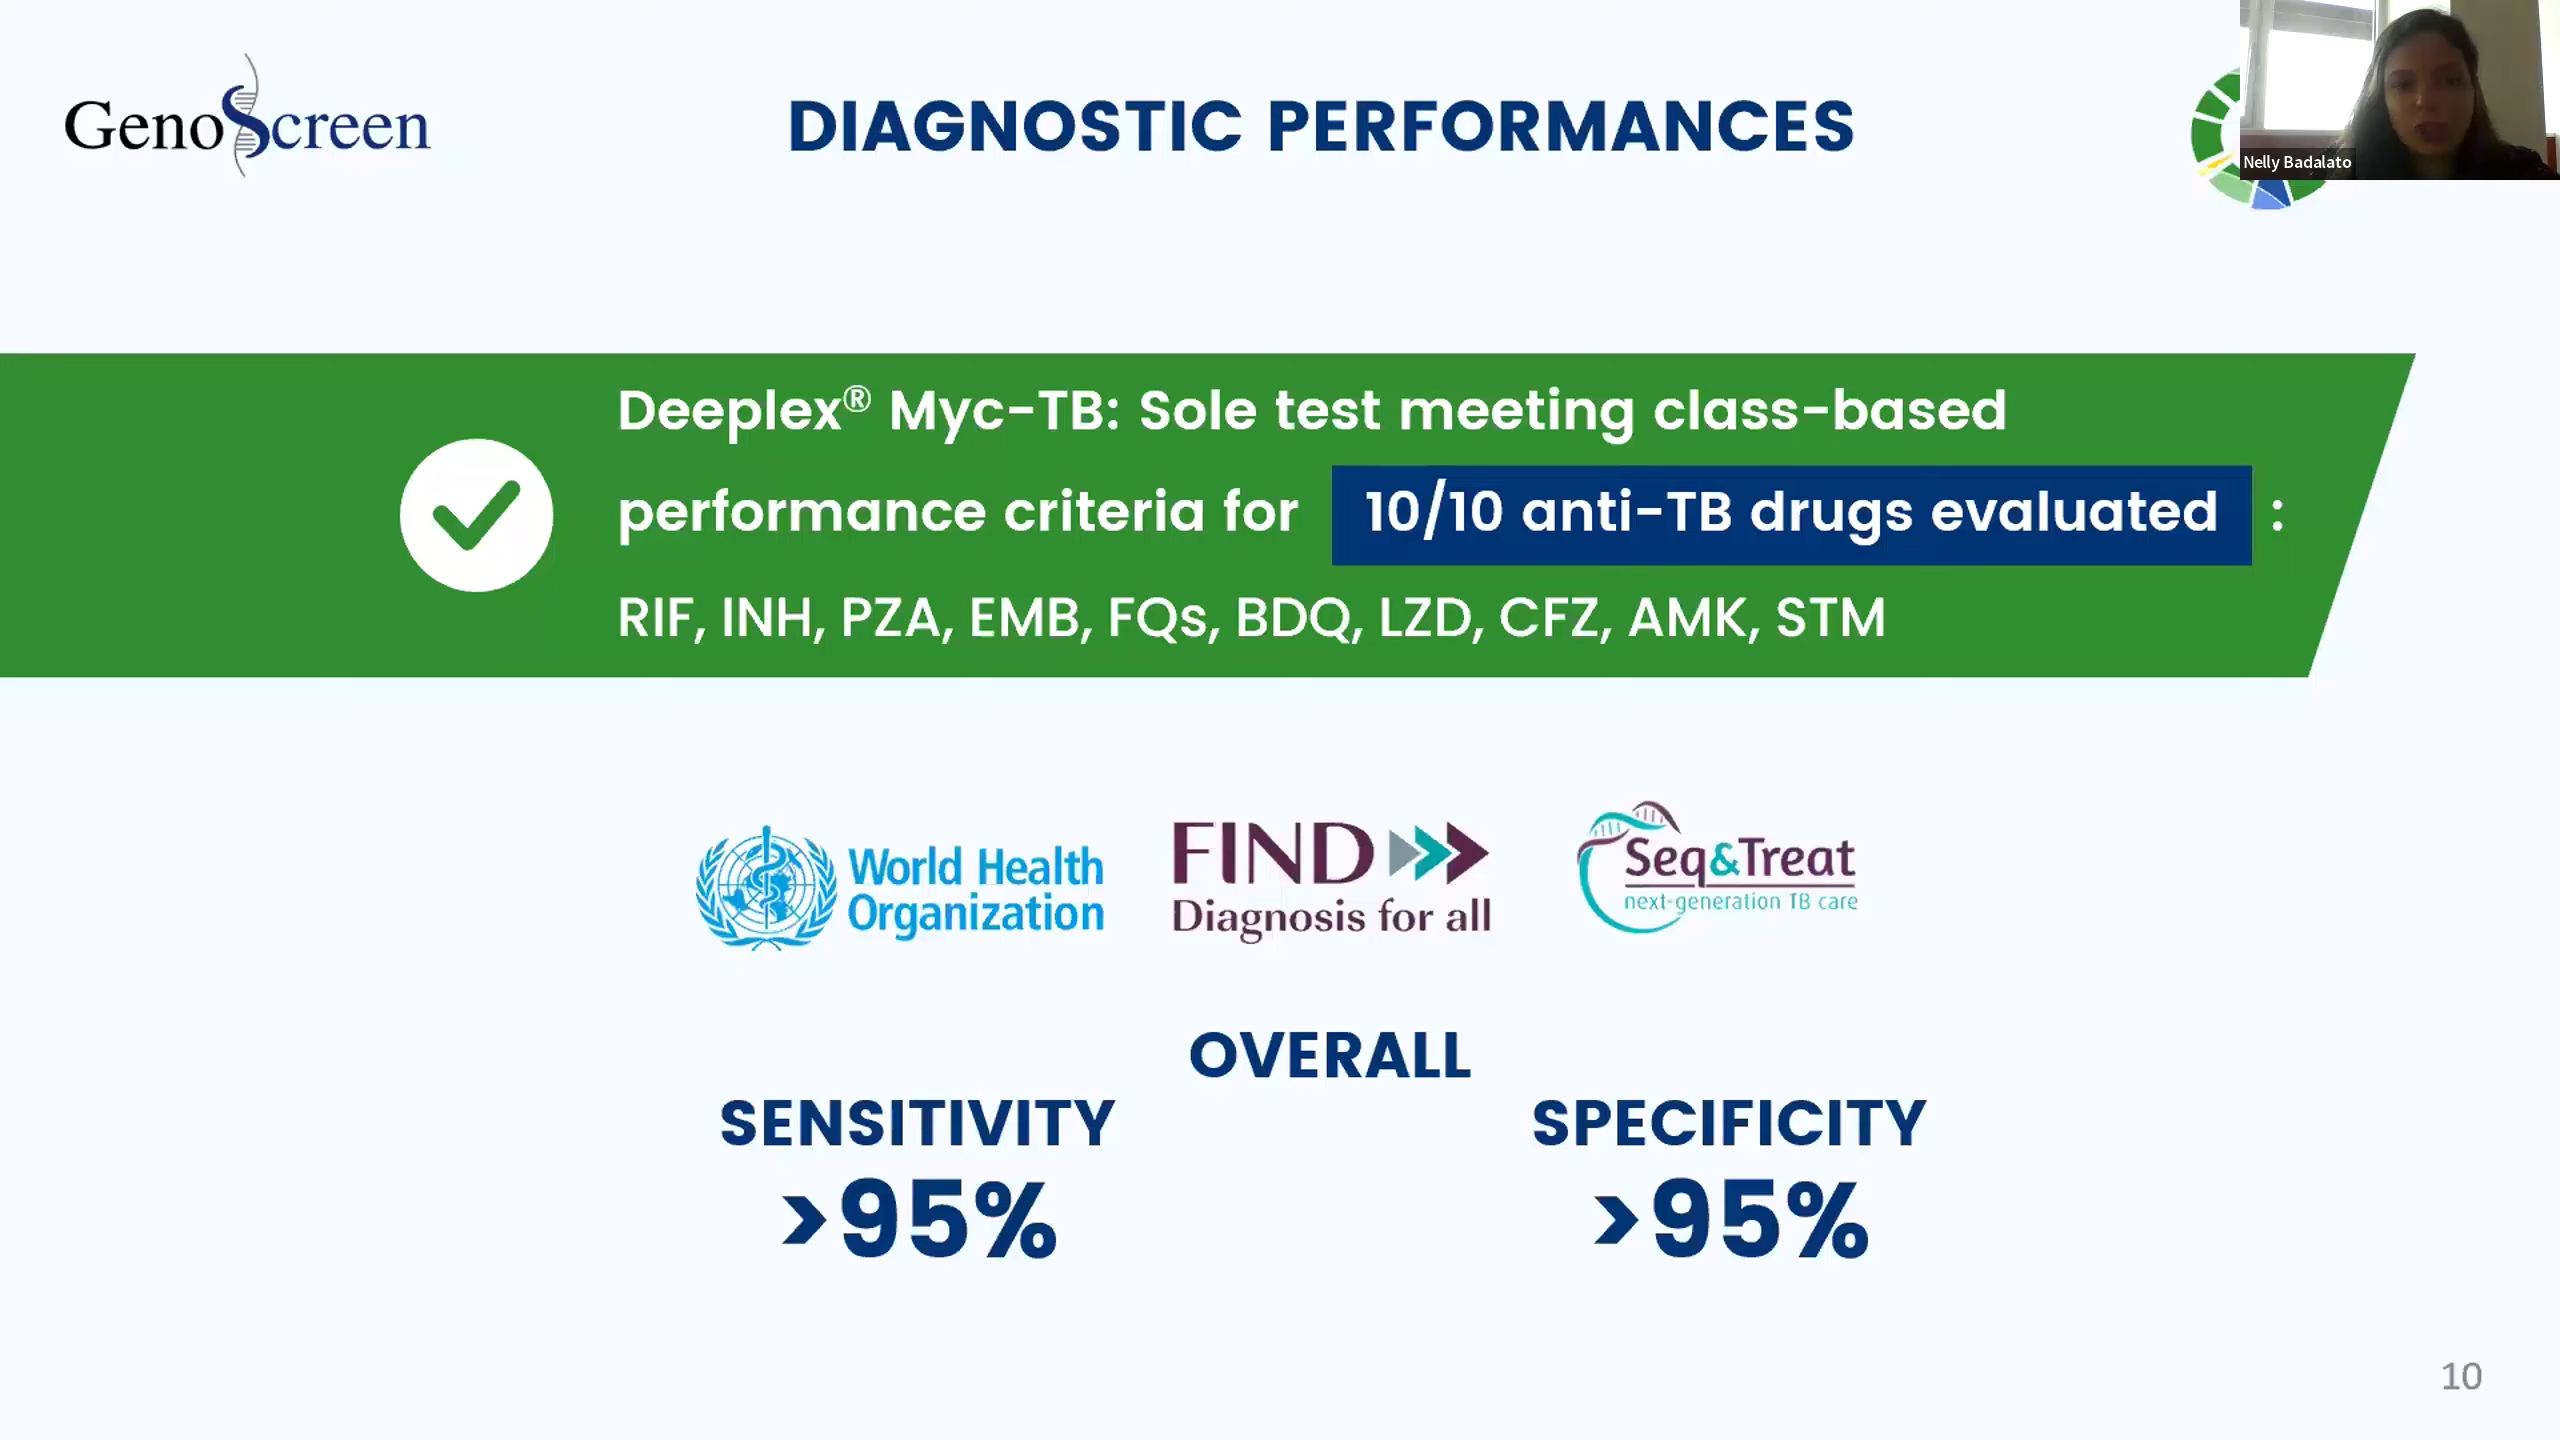 GenoScreen
DIAGNOSTIC PERFORMANCES
Nelly Badalato
Deeplex® Myc-TB: Sole test meeting class-based
performance criteria for 10/10 anti-TB drugs evaluated :
RIF, INH, PZA, EMB, FQs, BDQ, LZD, CFZ, AMK, STM
World Health
Organization
FIND
Diagnosis for all
Seq&Treat
next-generation TB care
OVERALL
SENSITIVITY
>95%
SPECIFICITY
>95%
10